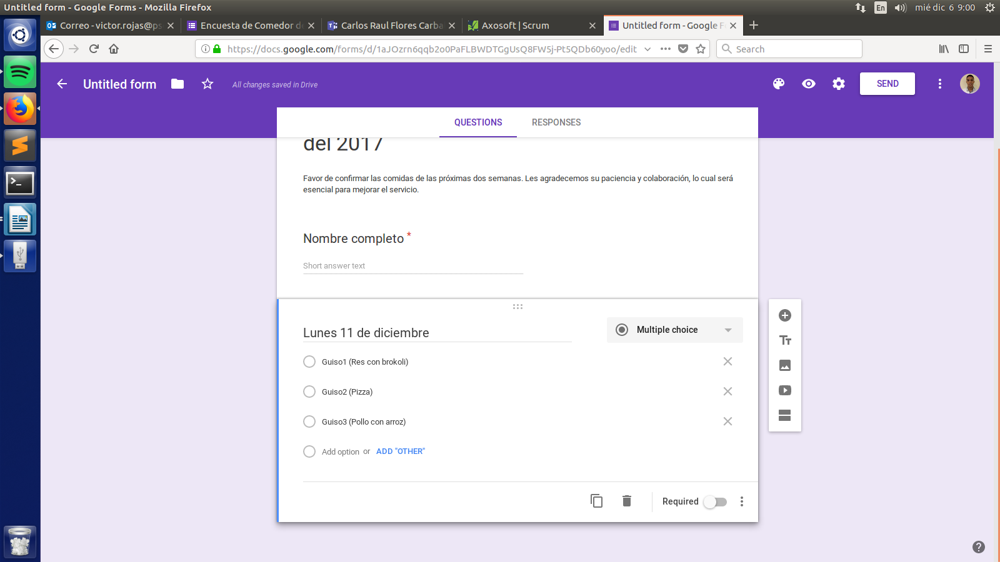 Untitled form - Google Forms - Mozilla Firefox
En
mié dic 6 9:00
Correo - victor.rojas@ps
Encuesta de Comedor de
Carlos Raul Flores Carba
Axosoft | Scrum
Untitled form - Google F
https://docs.google.com/forms/d/1aJOzrn6qqb2o0PaFLBWDTGgUsQ8FW5j-Pt5QDb60yoo/edit
Search
Untitled form
All changes saved in Drive
SEND
QUESTIONS
RESPONSES
del 2017
Favor de confirmar las comidas de las próximas dos semanas. Les agradecemos su paciencia y colaboración, lo cual será
esencial para mejorar el servicio.
Nombre completo *
Short answer text
Lunes 11 de diciembre
Multiple choice
Guiso1 (Res con brokoli)
Guiso2 (Pizza)
Guiso3 (Pollo con arroz)
Add option or ADD "OTHER"
Required